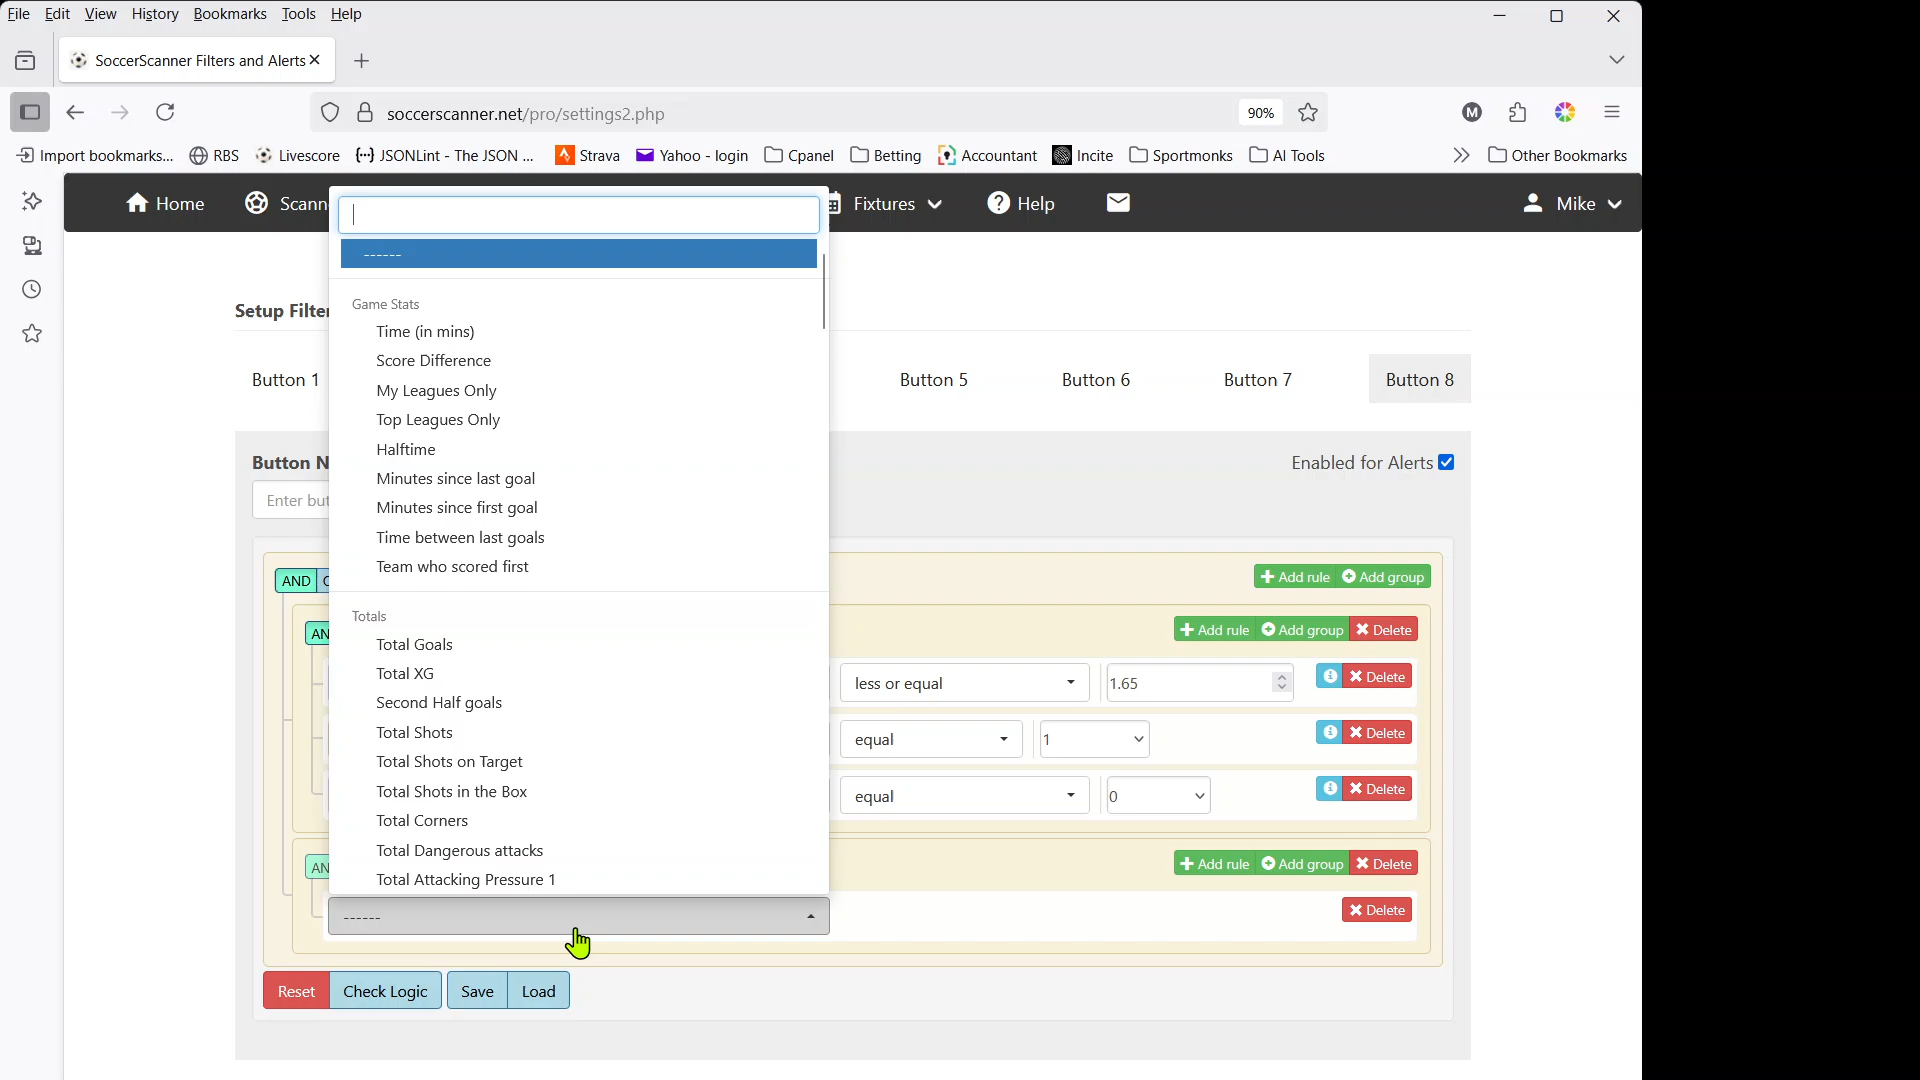 File Edit View History Bookmarks Tools Help
SoccerScanner Filters and Alerts
soccerscanner.net/pro/settings2.php 90% M
Import bookmarks... RBS Livescore JSONLint - The JSON ... Strava Yahoo - login Cpanel Betting Accountant Incite Sportmonks AI Tools Other Bookmarks
Home Scann Fixtures Help Mike
------
Setup Filter
Game Stats
Time (in mins)
Score Difference
Button 1 Button 5 Button 6 Button 7 Button 8
My Leagues Only
Top Leagues Only
Halftime
Button N Enabled for Alerts
Minutes since last goal
Enter but
Minutes since first goal
Time between last goals
Team who scored first
AND Add rule Add group
Totals
AN Add rule Add group Delete
Total Goals
Total XG
less or equal 1.65 Delete
Second Half goals
Total Shots
equal 1 Delete
Total Shots on Target
Total Shots in the Box
equal 0 Delete
Total Corners
Total Dangerous attacks
AN Add rule Add group Delete
Total Attacking Pressure 1
------ Delete
Reset Check Logic Save Load